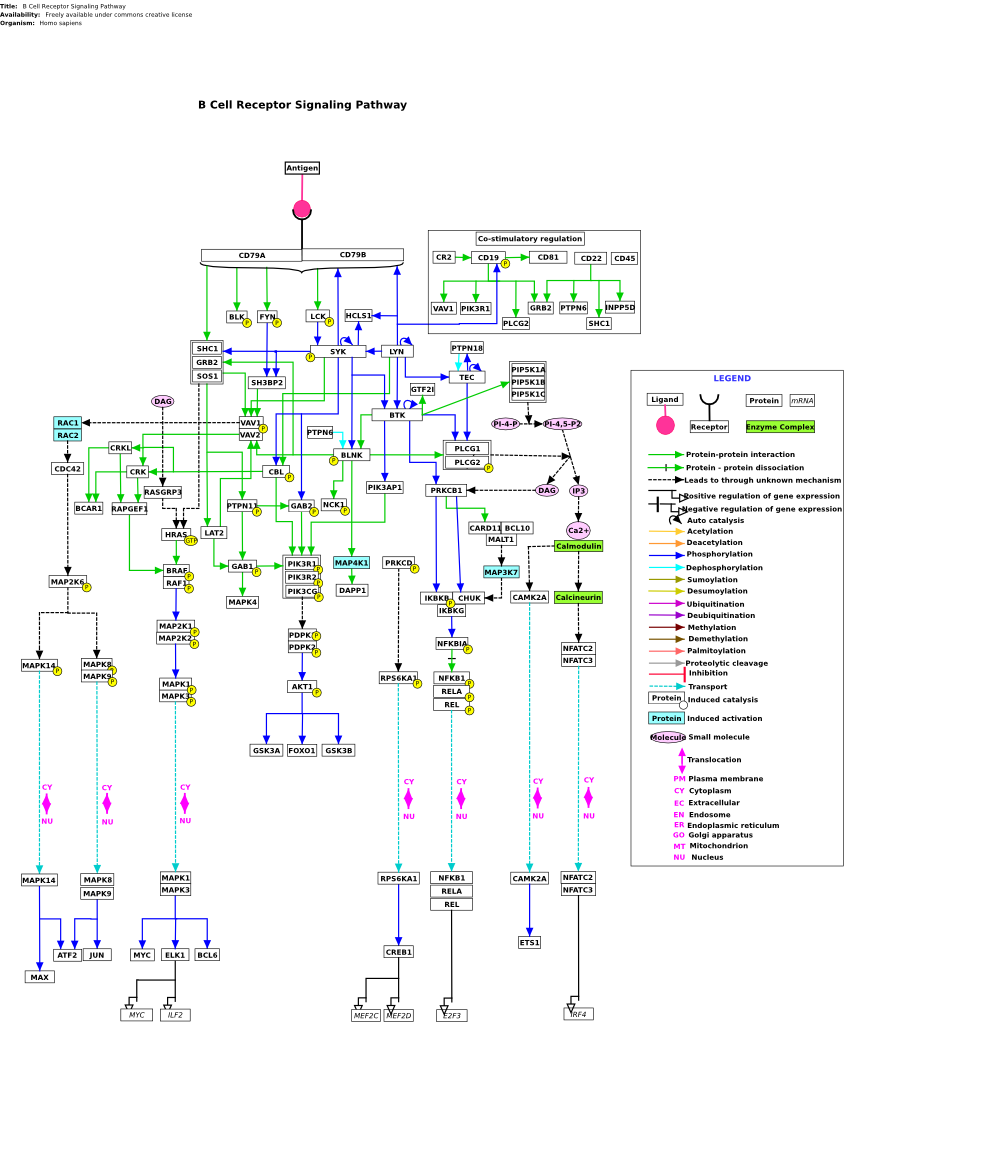 Title: B Cell Receptor Signaling Pathway
Availability: Freely available under commons creative license
Organism: Homo sapiens
B Cell Receptor Signaling Pathway
Antigen
CD79A CD79B
Co-stimulatory regulation
CR2 CD19 P CD81 CD22 CD45
VAV1 PIK3R1 GRB2 PTPN6 INPP5D
PLCG2 SHC1
BLK P FYN P LCK P HCLS1
SHC1
GRB2
SOS1
SYK P LYN
PTPN18
TEC
SH3BP2
GTF2I
PIP5K1A
PIP5K1B
PIP5K1C
DAG
BTK
RAC1
RAC2
VAV1 P
VAV2
PTPN6
PI-4-P PI-4,5-P2
CRKL
BLNK P
PLCG1
PLCG2 P
CDC42 CRK CBL P
RASGRP3 PIK3AP1 PRKCB1 DAG IP3
BCAR1 RAPGEF1 PTPN11 P GAB2 P NCK1 P
HRAS GTP LAT2
CARD11 BCL10
MALT1
Ca2+
Calmodulin
BRAF P
RAF1 P
GAB1 P
PIK3R1 P
PIK3R2 P
PIK3CG P
MAP4K1 PRKCD P MAP3K7
MAP2K6 P MAPK4 DAPP1
IKBKB P CHUK
IKBKG
CAMK2A Calcineurin
MAP2K1 P
MAP2K2 P
PDPK1 P
PDPK2 P
NFKBIA P
NFATC2
NFATC3
MAPK14 P MAPK8 P
MAPK9 P
MAPK1 P
MAPK3 P
AKT1 P
RPS6KA1 P
NFKB1 P
RELA P
REL P
GSK3A FOXO1 GSK3B
CY CY CY CY CY CY CY
NU NU NU NU NU NU NU
MAPK14 MAPK8
MAPK9
MAPK1
MAPK3
RPS6KA1
NFKB1
RELA
REL
CAMK2A
NFATC2
NFATC3
ETS1
ATF2 JUN MYC ELK1 BCL6 CREB1
MAX
MYC ILF2 MEF2C MEF2D E2F3 IRF4
LEGEND
Ligand Protein mRNA
Receptor Enzyme Complex
Protein-protein interaction
Protein - protein dissociation
Leads to through unknown mechanism
Positive regulation of gene expression
Negative regulation of gene expression
Auto catalysis
Acetylation
Deacetylation
Phosphorylation
Dephosphorylation
Sumoylation
Desumoylation
Ubiquitination
Deubiquitination
Methylation
Demethylation
Palmitoylation
Proteolytic cleavage
Inhibition
Transport
Protein Induced catalysis
Protein Induced activation
Molecule Small molecule
Translocation
PM Plasma membrane
CY Cytoplasm
EC Extracellular
EN Endosome
ER Endoplasmic reticulum
GO Golgi apparatus
MT Mitochondrion
NU Nucleus